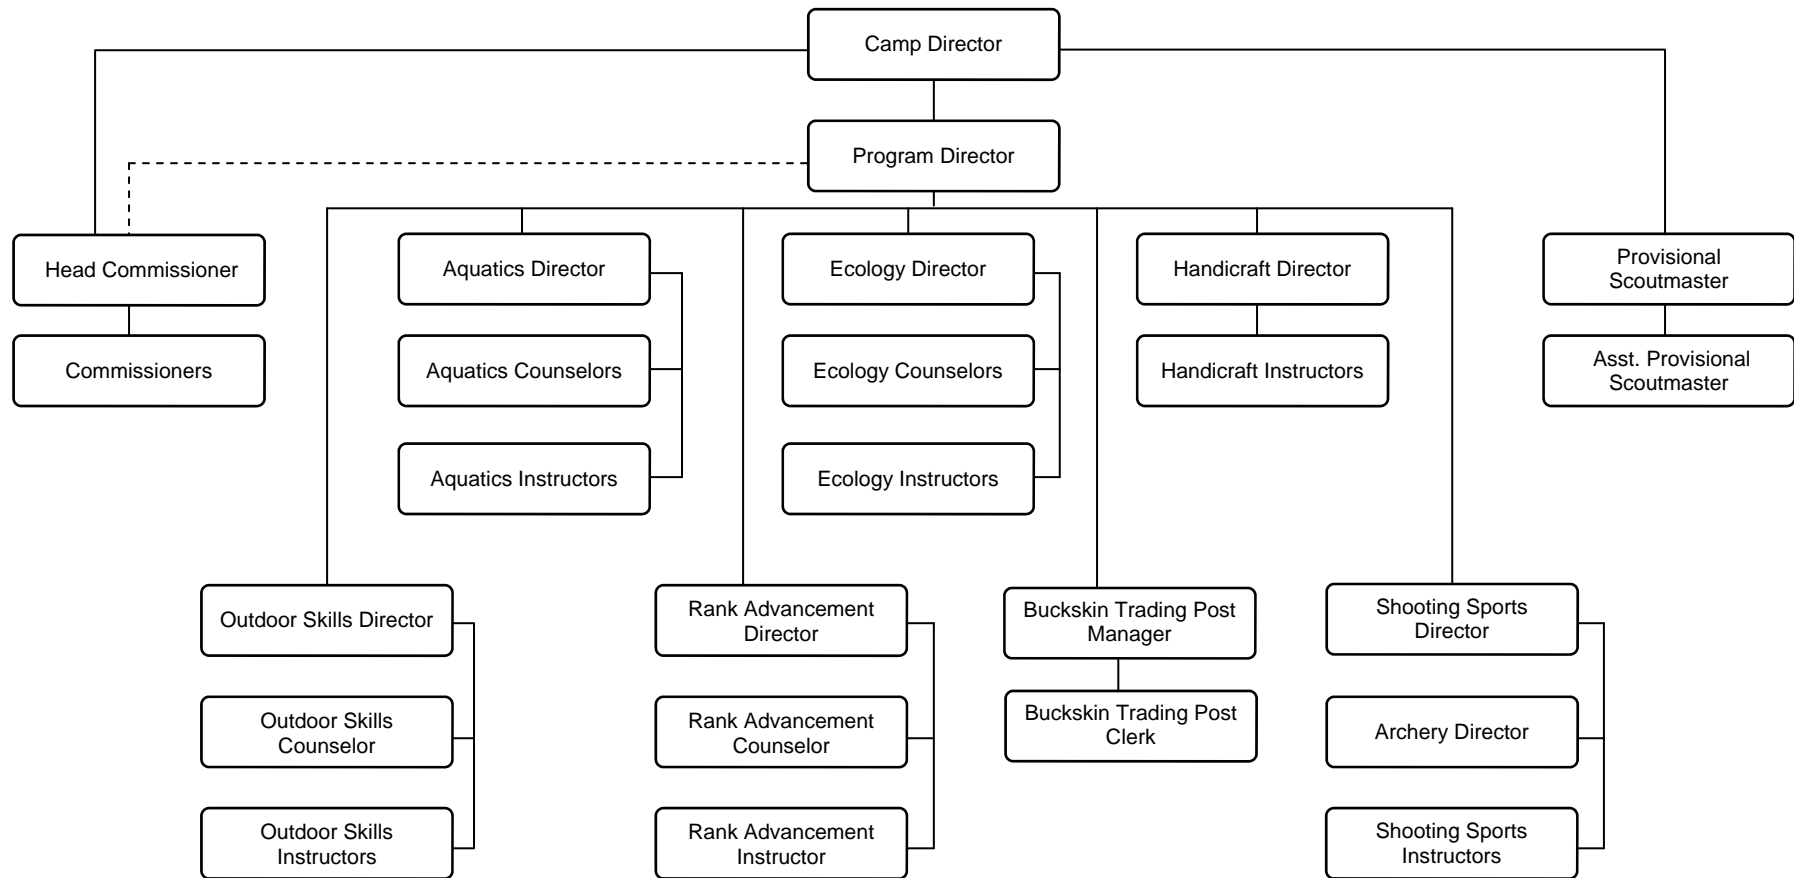 Camp Director
Program Director
Head Commissioner
Aquatics Director
Ecology Director
Handicraft Director
Provisional
Scoutmaster
Commissioners
Aquatics Counselors
Ecology Counselors
Handicraft Instructors
Asst. Provisional
Scoutmaster
Aquatics Instructors
Ecology Instructors
Outdoor Skills Director
Rank Advancement
Director
Buckskin Trading Post
Manager
Shooting Sports
Director
Outdoor Skills
Counselor
Rank Advancement
Counselor
Buckskin Trading Post
Clerk
Archery Director
Outdoor Skills
Instructors
Rank Advancement
Instructor
Shooting Sports
Instructors